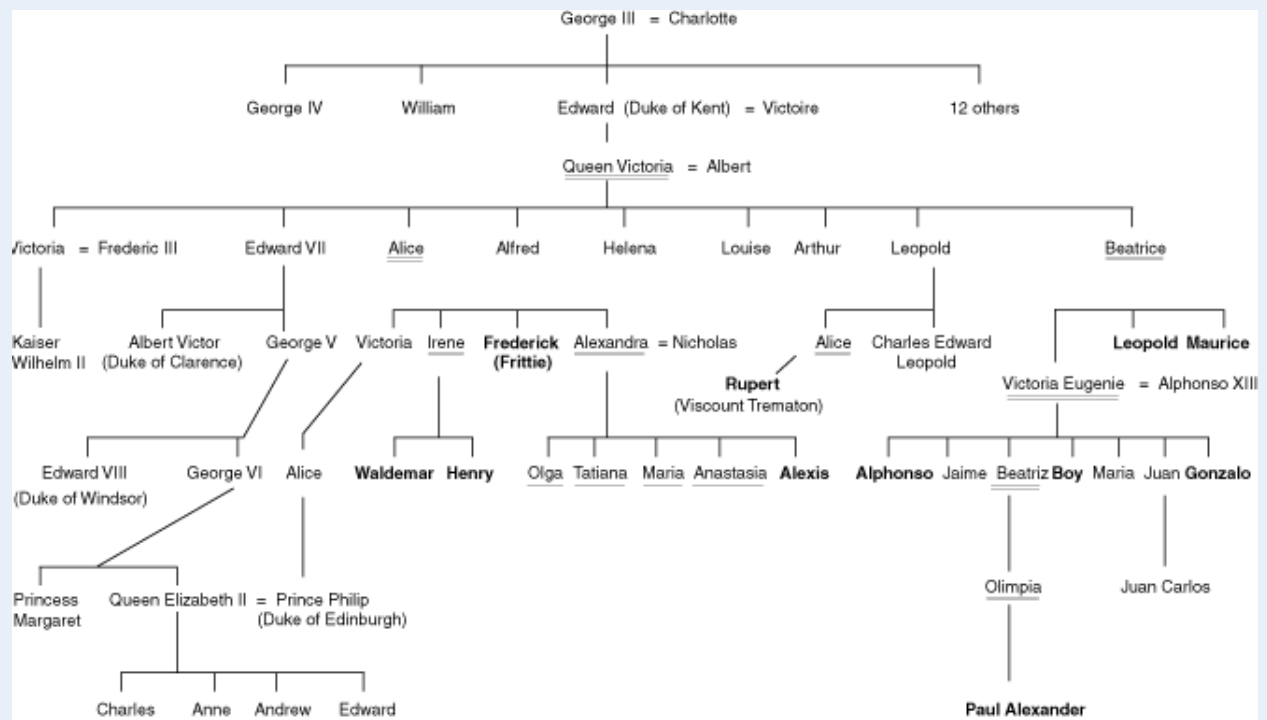 George III = Charlotte
George IV William Edward (Duke of Kent) = Victoire 12 others
Queen Victoria = Albert
Victoria = Frederic III Edward VII Alice Alfred Helena Louise Arthur Leopold Beatrice
Kaiser Wilhelm II
Albert Victor
(Duke of Clarence)
George V
Victoria
Irene
Frederick
(Frittie)
Alexandra = Nicholas
Alice
Charles Edward
Leopold
Leopold Maurice
Rupert
(Viscount Trematon)
Victoria Eugenie = Alphonso XIII
Edward VIII
(Duke of Windsor)
George VI Alice Waldemar Henry Olga Tatiana Maria Anastasia Alexis Alphonso Jaime Beatriz Boy Maria Juan Gonzalo
Princess
Margaret
Queen Elizabeth II = Prince Philip
(Duke of Edinburgh)
Olimpia Juan Carlos
Charles Anne Andrew Edward Paul Alexander